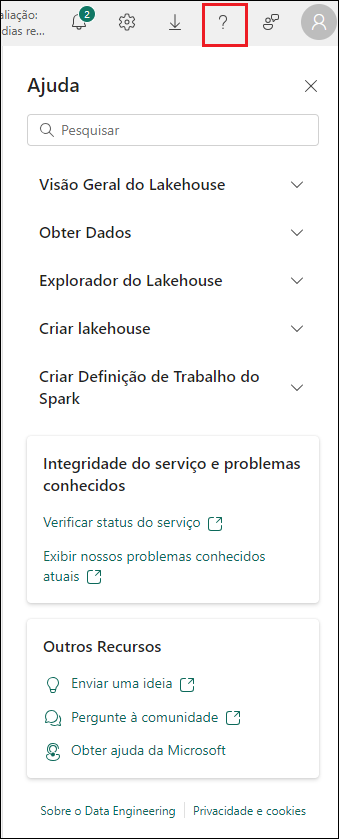 aliação:
2
dias re...
?
Ajuda
Pesquisar
Visão Geral do Lakehouse
Obter Dados
Explorador do Lakehouse
Criar lakehouse
Criar Definição de Trabalho do
Spark
Integridade do serviço e problemas
conhecidos
Verificar status do serviço
Exibir nossos problemas conhecidos
atuais
Outros Recursos
Enviar uma ideia
Pergunte à comunidade
Obter ajuda da Microsoft
Sobre o Data Engineering
Privacidade e cookies